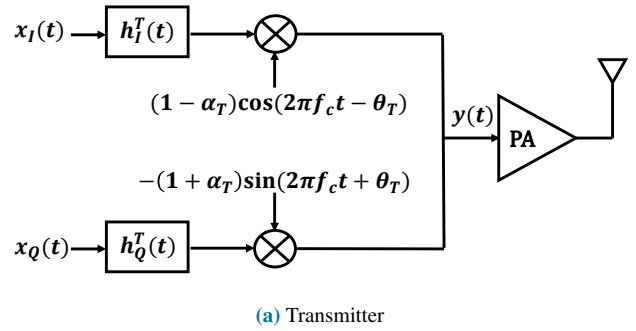 x_I(t)
h_I^T(t)
(1 − α_T)cos(2πf_c t − θ_T)
y(t)
PA
−(1 + α_T)sin(2πf_c t + θ_T)
x_Q(t)
h_Q^T(t)
(a) Transmitter